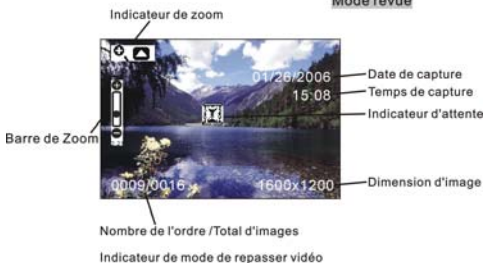 Mode revue
Indicateur de zoom
01/26/2006
Date de capture
15:08
Temps de capture
Indicateur d'attente
Barre de Zoom
0009/0016
1600x1200
Dimension d'image
Nombre de l'ordre /Total d'images
Indicateur de mode de repasser vidéo